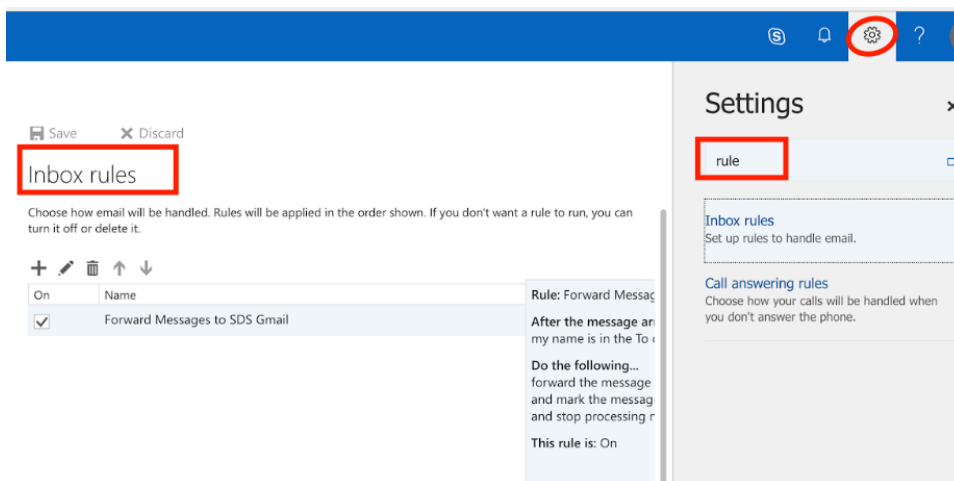 ?
Save Discard
Inbox rules
Choose how email will be handled. Rules will be applied in the order shown. If you don't want a rule to run, you can
turn it off or delete it.
On Name
Forward Messages to SDS Gmail
Rule: Forward Messag
After the message arr
my name is in the To o
Do the following...
forward the message
and mark the messag
and stop processing
This rule is: On
Settings
rule
Inbox rules
Set up rules to handle email.
Call answering rules
Choose how your calls will be handled when
you don't answer the phone.